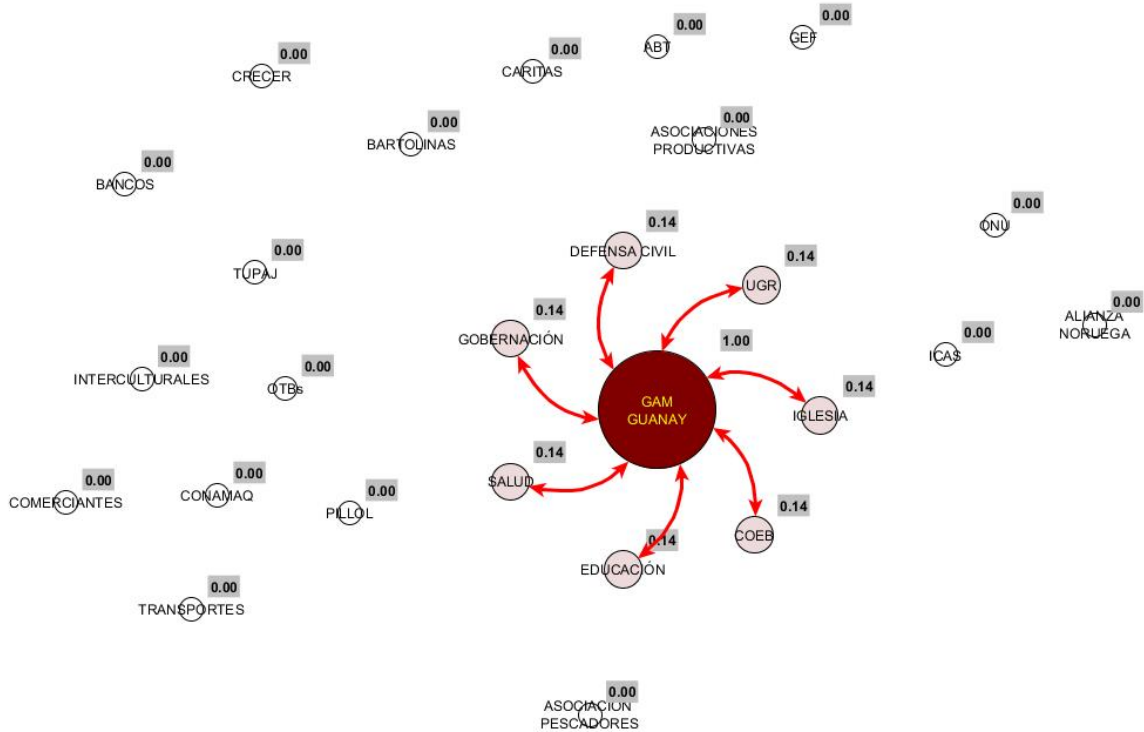 0.00
GEF
0.00
ABT
0.00
CARITAS
0.00
CRECER
0.00
BARTOLINAS
0.00
ASOCIACIONES
PRODUCTIVAS
0.00
BANCOS
0.00
ONU
0.14
DEFENSA CIVIL
0.14
UGR
0.00
TUPAJ
0.00
ALIANZA
NORUEGA
0.14
GOBERNACIÓN
1.00
GAM
GUANAY
0.00
ICAS
0.00
INTERCULTURALES
0.00
OTBs
0.14
IGLESIA
0.14
SALUD
0.00
COMERCIANTES
0.00
CONAMAQ
0.00
PILLOL
0.14
COEB
0.14
EDUCACIÓN
0.00
TRANSPORTES
0.00
ASOCIACION
PESCADORES